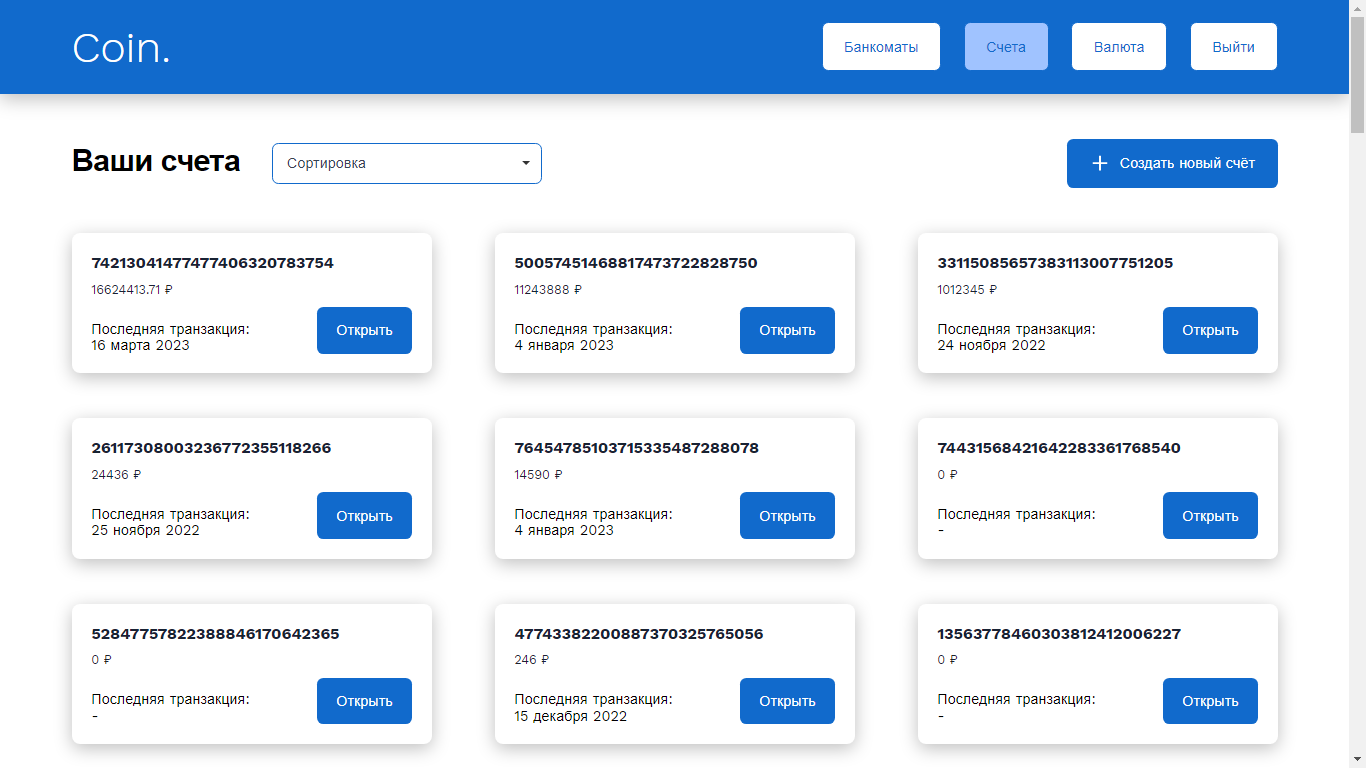 Coin.
Банкоматы
Счета
Валюта
Выйти
Ваши счета
Сортировка
Создать новый счёт
74213041477477406320783754
16624413.71 ₽
Последняя транзакция:
16 марта 2023
Открыть
50057451468817473722828750
11243888 ₽
Последняя транзакция:
4 января 2023
Открыть
33115085657383113007751205
1012345 ₽
Последняя транзакция:
24 ноября 2022
Открыть
26117308003236772355118266
24436 ₽
Последняя транзакция:
25 ноября 2022
Открыть
76454785103715335487288078
14590 ₽
Последняя транзакция:
4 января 2023
Открыть
74431568421642283361768540
0 ₽
Последняя транзакция:
-
Открыть
52847757822388846170642365
0 ₽
Последняя транзакция:
-
Открыть
47743382200887370325765056
246 ₽
Последняя транзакция:
15 декабря 2022
Открыть
13563778460303812412006227
0 ₽
Последняя транзакция:
-
Открыть